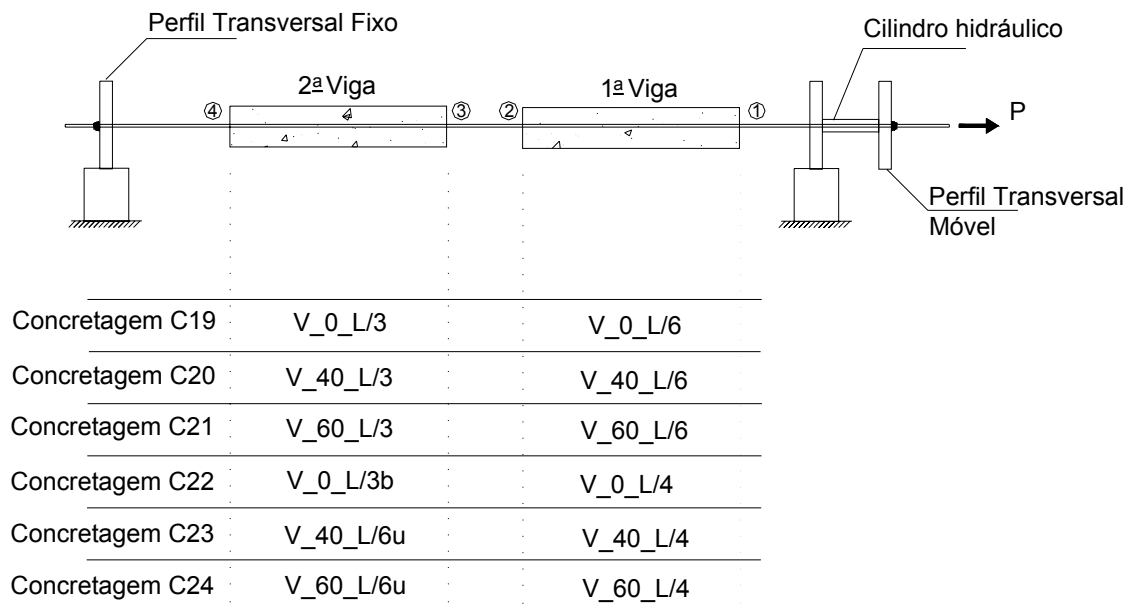 Perfil Transversal Fixo
Cilindro hidráulico
2ª Viga
1ª Viga
④
③
②
①
P
Perfil Transversal
Móvel
Concretagem C19 V_0_L/3 V_0_L/6
Concretagem C20 V_40_L/3 V_40_L/6
Concretagem C21 V_60_L/3 V_60_L/6
Concretagem C22 V_0_L/3b V_0_L/4
Concretagem C23 V_40_L/6u V_40_L/4
Concretagem C24 V_60_L/6u V_60_L/4